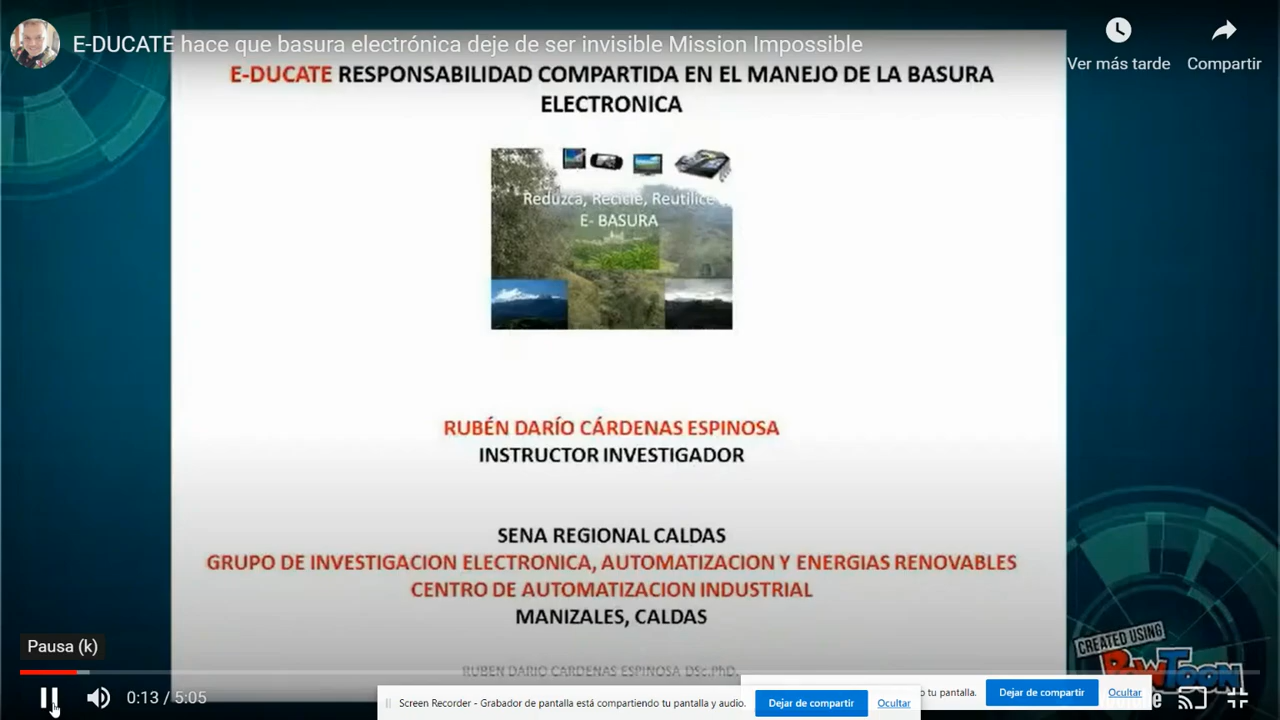 E-DUCATE hace que basura electrónica deje de ser invisible Mission Impossible
Ver más tarde
Compartir
E-DUCATE RESPONSABILIDAD COMPARTIDA EN EL MANEJO DE LA BASURA
ELECTRONICA
Reduzca, Recicle, Reutilice
E- BASURA
RUBÉN DARÍO CÁRDENAS ESPINOSA
INSTRUCTOR INVESTIGADOR
SENA REGIONAL CALDAS
GRUPO DE INVESTIGACION ELECTRONICA, AUTOMATIZACION Y ENERGIAS RENOVABLES
CENTRO DE AUTOMATIZACION INDUSTRIAL
MANIZALES, CALDAS
RUBEN DARIO CARDENAS ESPINOSA DSc.PhD.
CREATED USING
PowToon
Pausa (k)
0:13 / 5:05
Screen Recorder - Grabador de pantalla está compartiendo tu pantalla y audio.
Dejar de compartir
Ocultar
o tu pantalla.
Dejar de compartir
Ocultar